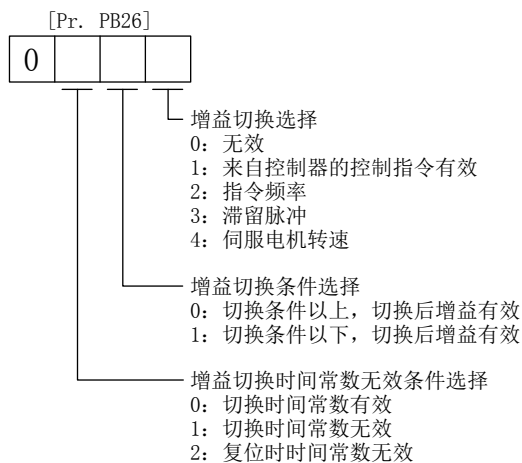 [Pr. PB26]
0
增益切换选择
0：无效
1：来自控制器的控制指令有效
2：指令频率
3：滞留脉冲
4：伺服电机转速
增益切换条件选择
0：切换条件以上，切换后增益有效
1：切换条件以下，切换后增益有效
增益切换时间常数无效条件选择
0：切换时间常数有效
1：切换时间常数无效
2：复位时时间常数无效